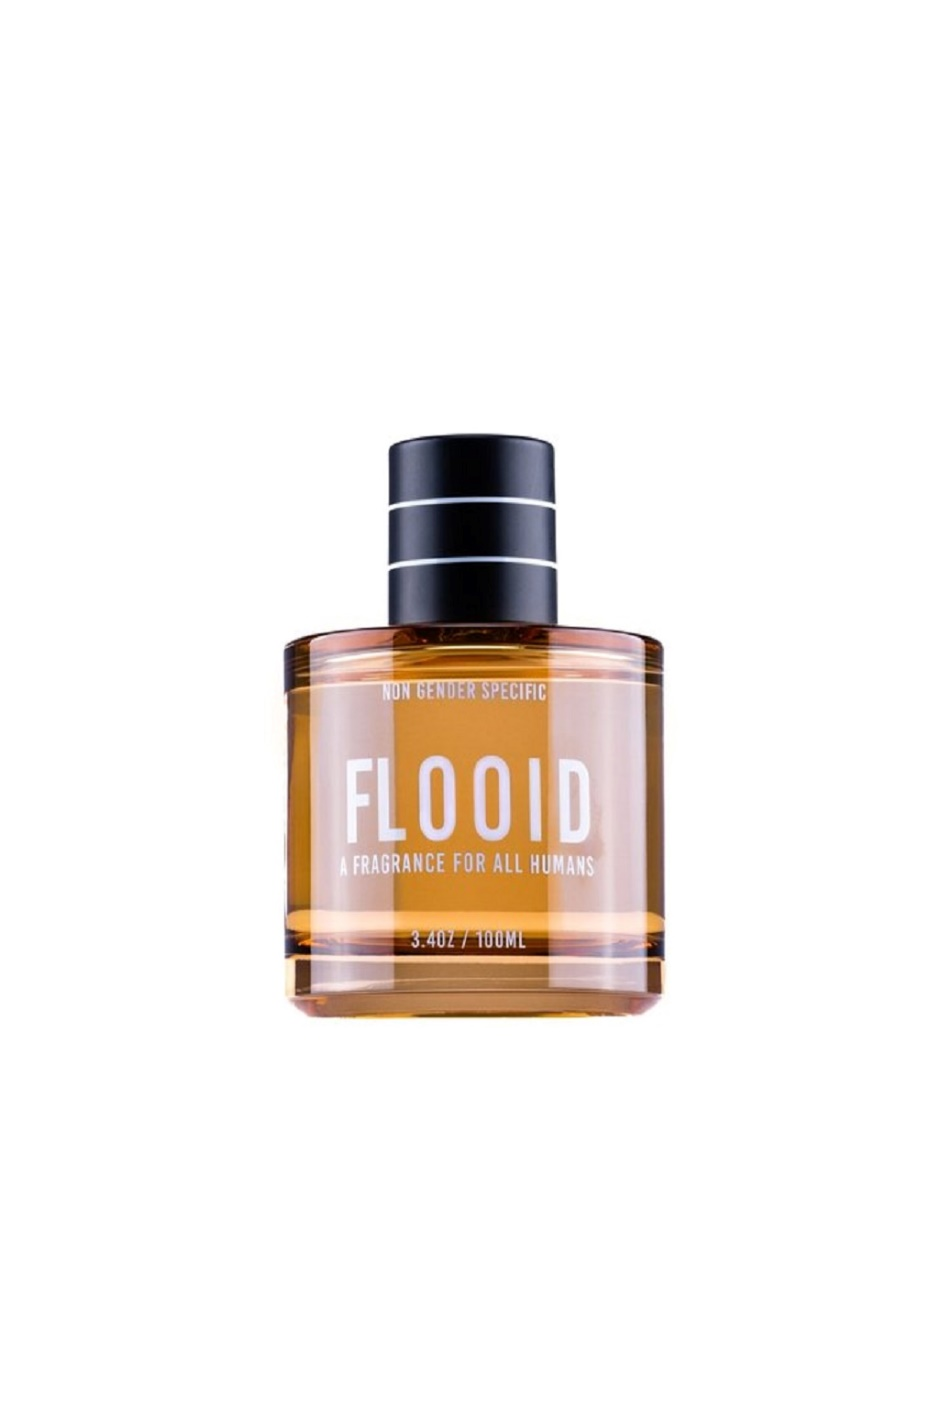 NON GENDER SPECIFIC
FLOOID
A FRAGRANCE FOR ALL HUMANS
3.4OZ / 100ML